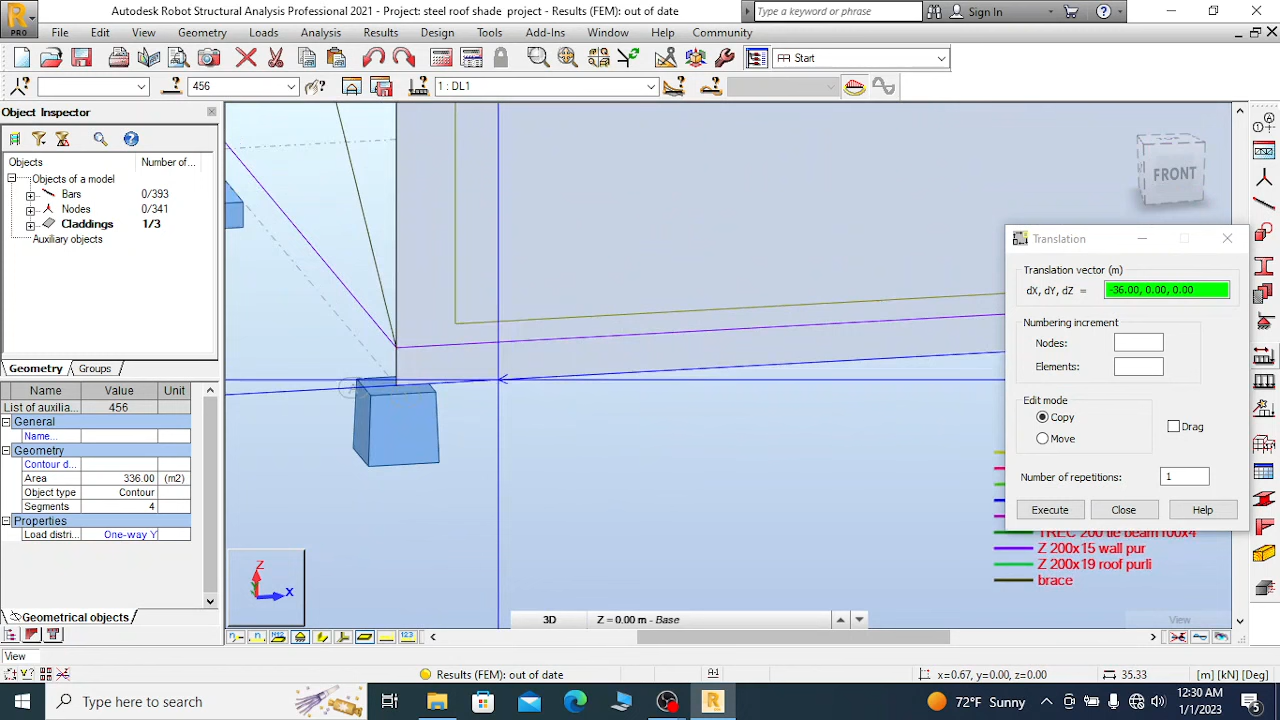 Autodesk Robot Structural Analysis Professional 2021 - Project: steel roof shade  project - Results (FEM): out of date
Type a keyword or phrase
Sign In
PRO
File Edit View Geometry Loads Analysis Results Design Tools Add-Ins Window Help Community
Start
456
1 : DL1
Object Inspector
Objects Number of...
Objects of a model
Bars 0/393
Nodes 0/341
Claddings 1/3
Auxiliary objects
Geometry Groups
Name Value Unit
List of auxilia... 456
General
Name...
Geometry
Contour d...
Area 336.00 (m2)
Object type Contour
Segments 4
Properties
Load distri... One-way Y
Geometrical objects
FRONT
Translation
Translation vector (m)
dX, dY, dZ = -36.00, 0.00, 0.00
Numbering increment
Nodes:
Elements:
Edit mode
Copy
Move
Drag
Number of repetitions: 1
Execute Close Help
TREC 200 tie beam100x4
Z 200x15 wall pur
Z 200x19 roof purli
brace
Z
X
3D Z = 0.00 m - Base
View
View
Results (FEM): out of date
x=0.67, y=0.00, z=0.00
35.33
[m] [kN] [Deg]
Type here to search
72°F Sunny
12:30 AM
1/1/2023
5